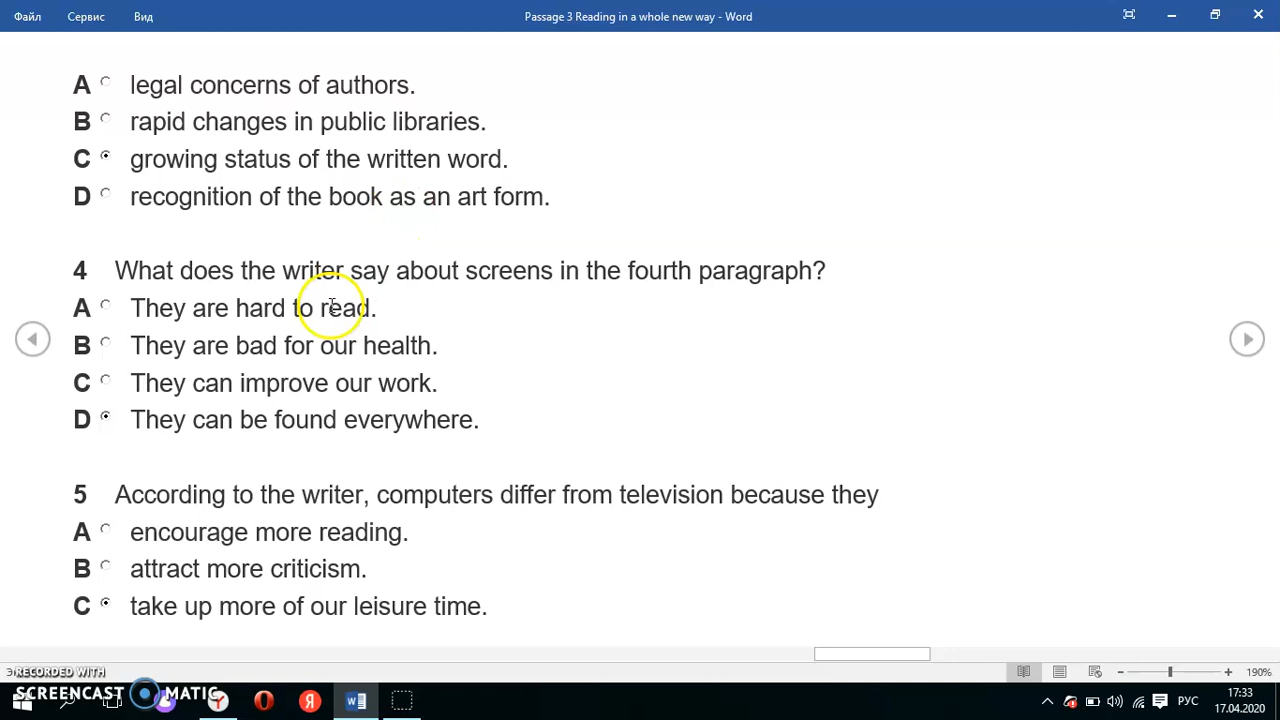 Файл Сервис Вид Passage 3 Reading in a whole new way - Word
A legal concerns of authors.
B rapid changes in public libraries.
C growing status of the written word.
D recognition of the book as an art form.
4 What does the writer say about screens in the fourth paragraph?
A They are hard to read.
B They are bad for our health.
C They can improve our work.
D They can be found everywhere.
5 According to the writer, computers differ from television because they
A encourage more reading.
B attract more criticism.
C take up more of our leisure time.
190%
RECORDED WITH
SCREENCAST MATIC
РУС
17:33
17.04.2020